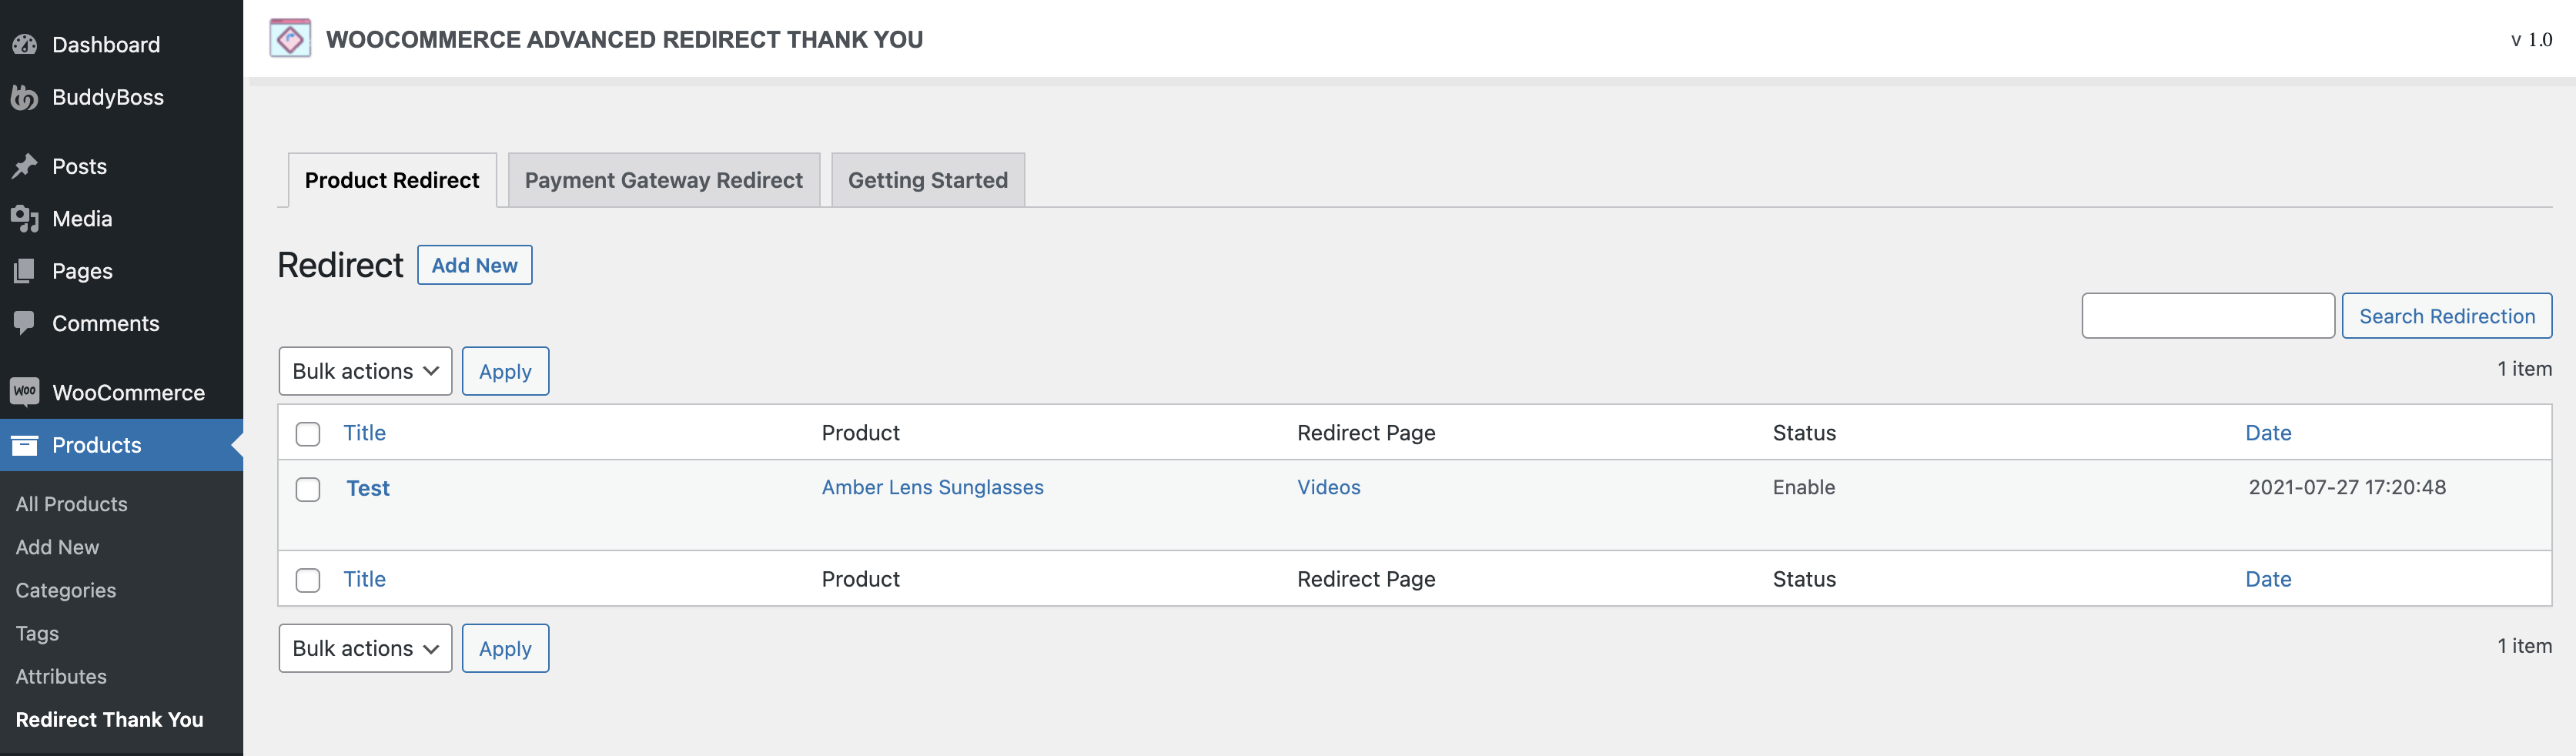 Dashboard
BuddyBoss
Posts
Media
Pages
Comments
Woo WooCommerce
Products
All Products
Add New
Categories
Tags
Attributes
Redirect Thank You
WOOCOMMERCE ADVANCED REDIRECT THANK YOU
v 1.0
Product Redirect Payment Gateway Redirect Getting Started
Redirect Add New
Search Redirection
Bulk actions Apply
1 item
Title Product Redirect Page Status Date
Test Amber Lens Sunglasses Videos Enable 2021-07-27 17:20:48
Title Product Redirect Page Status Date
Bulk actions Apply
1 item